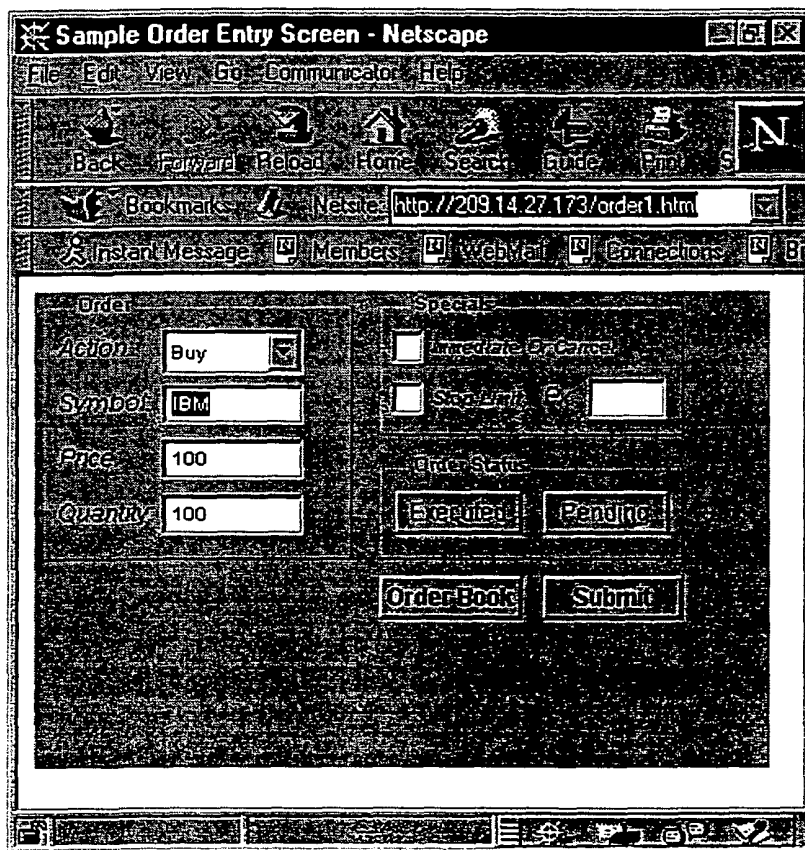 Sample Order Entry Screen - Netscape
File Edit View Go Communicator Help
Back Forward Reload Home Search Guide Print S N
Bookmarks Netsite: http://209.14.27.173/order1.htm
Instant Message Members WebMail Connections
Order
Action: Buy
Symbol IBM
Price 100
Quantity 100
Specials
Immediate Or Cancel
Stop Limit
Order Status
Executed Pending
Order Book Submit